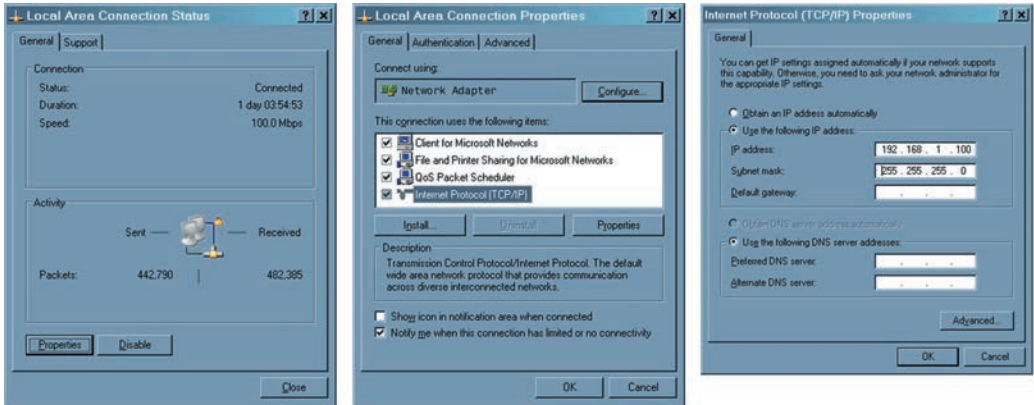 Local Area Connection Status
General
Support
Connection
Status: Connected
Duration: 1 day 03:54:53
Speed: 100.0 Mbps
Activity
Sent — — Received
Packets: 442,790 | 482,385
Properties
Disable
Close
Local Area Connection Properties
General
Authentication
Advanced
Connect using:
Network Adapter
Configure...
This connection uses the following items:
Client for Microsoft Networks
File and Printer Sharing for Microsoft Networks
QoS Packet Scheduler
Internet Protocol (TCP/IP)
Install...
Uninstall
Properties
Description
Transmission Control Protocol/Internet Protocol. The default
wide area network protocol that provides communication
across diverse interconnected networks.
Show icon in notification area when connected
Notify me when this connection has limited or no connectivity
OK
Cancel
Internet Protocol (TCP/IP) Properties
General
You can get IP settings assigned automatically if your network supports
this capability. Otherwise, you need to ask your network administrator for
the appropriate IP settings.
Obtain an IP address automatically
Use the following IP address:
IP address: 192 . 168 . 1 . 100
Subnet mask: 255 . 255 . 255 . 0
Default gateway: . . .
Obtain DNS server address automatically
Use the following DNS server addresses:
Preferred DNS server: . . .
Alternate DNS server: . . .
Advanced...
OK
Cancel